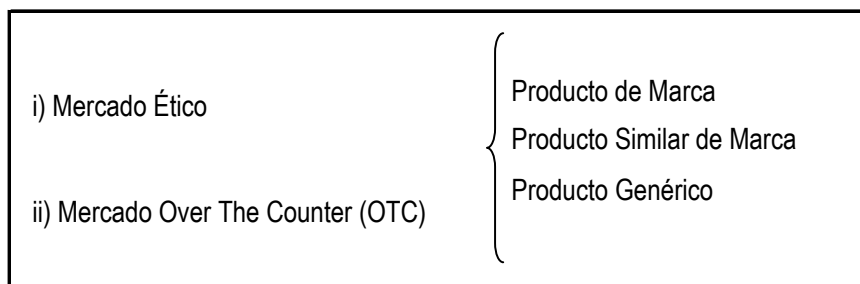 i) Mercado Ético
ii) Mercado Over The Counter (OTC)
Producto de Marca
Producto Similar de Marca
Producto Genérico